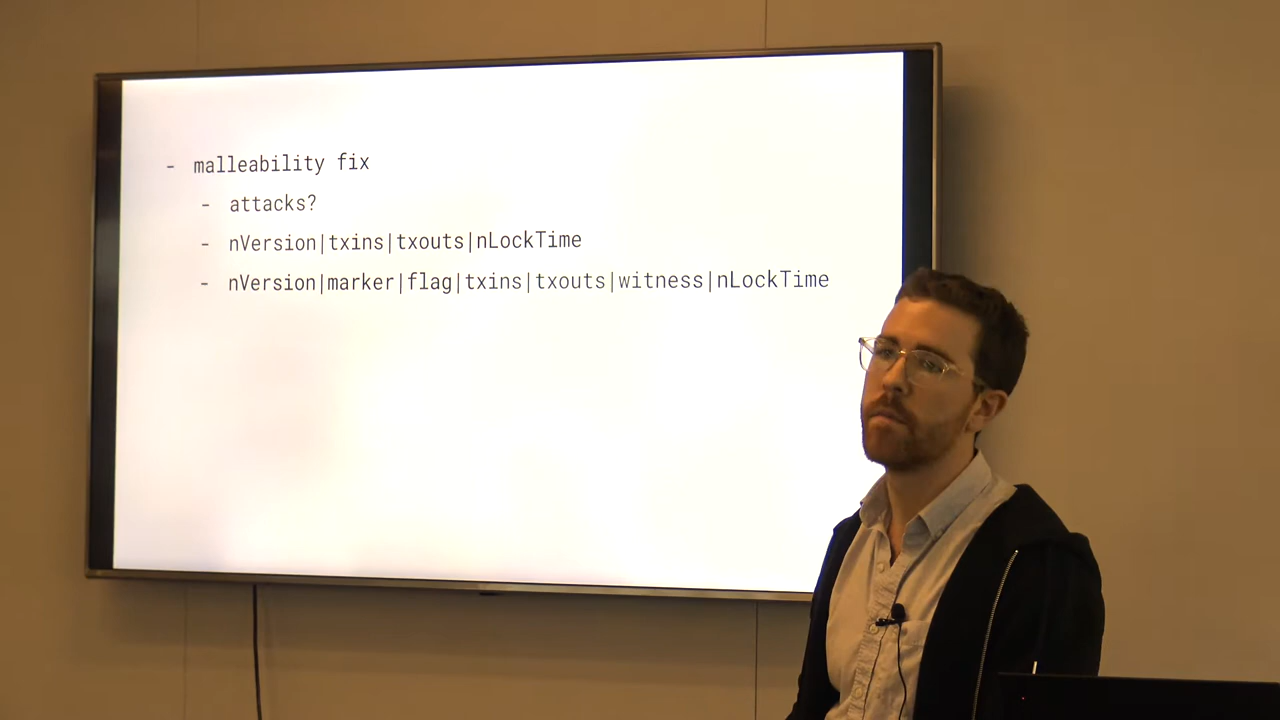 - malleability fix
- attacks?
- nVersion|txins|txouts|nLockTime
- nVersion|marker|flag|txins|txouts|witness|nLockTime